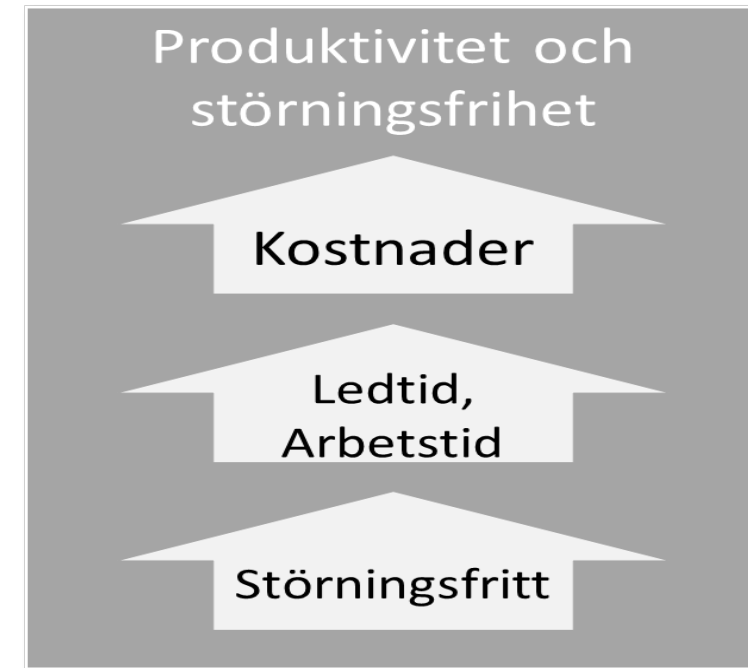 Produktivitet och
störningsfrihet
Kostnader
Ledtid,
Arbetstid
Störningsfritt